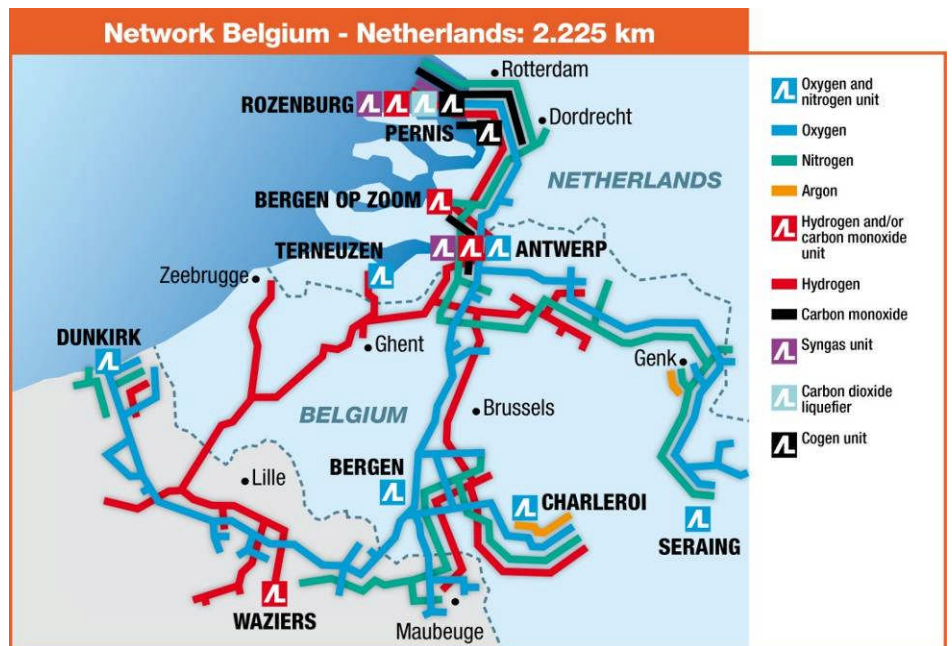 Network Belgium - Netherlands: 2.225 km
Rotterdam
ROZENBURG
Dordrecht
PERNIS
NETHERLANDS
BERGEN OP ZOOM
TERNEUZEN
ANTWERP
Zeebrugge
DUNKIRK
Ghent
Genk
BELGIUM
Brussels
Lille
BERGEN
CHARLEROI
SERAING
WAZIERS
Maubeuge
Oxygen and
nitrogen unit
Oxygen
Nitrogen
Argon
Hydrogen and/or
carbon monoxide
unit
Hydrogen
Carbon monoxide
Syngas unit
Carbon dioxide
liquefier
Cogen unit